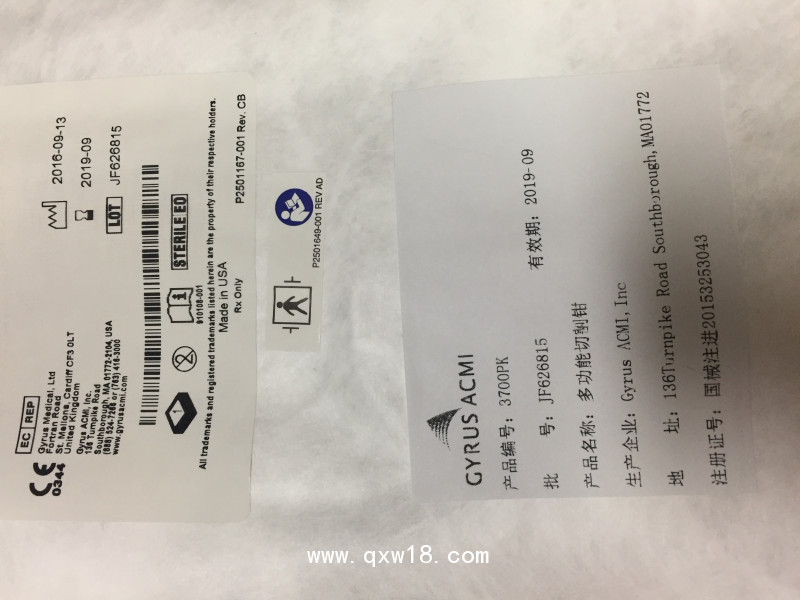 EC REP
Gyrus Medical, Ltd
Fortran Road
St. Mellons, Cardiff CF3 0LT
United Kingdom
Gyrus ACMI, Inc.
136 Turnpike Road
Southborough, MA 01772-2104, USA
(888) 524-7266 or (763) 416-3000
www.gyrusacmi.com
CE
0344
2016-09-13
2019-09
LOT JF626815
1
2
i
STERILE EO
910108-001
All trademarks and registered trademarks listed herein are the property of their respective holders.
Made in USA
Rx Only
P2501167-001 Rev. CB
P2501649-001 REV AD
GYRUS ACMI
产品编号：3700PK
批 号：JF626815 有效期：2019-09
产品名称：多功能切割钳
生产企业：Gyrus ACMI,Inc
地 址：136Turnpike Road Southborough,MA01772
注册证号：国械注进20153253043
www.qxw18.com